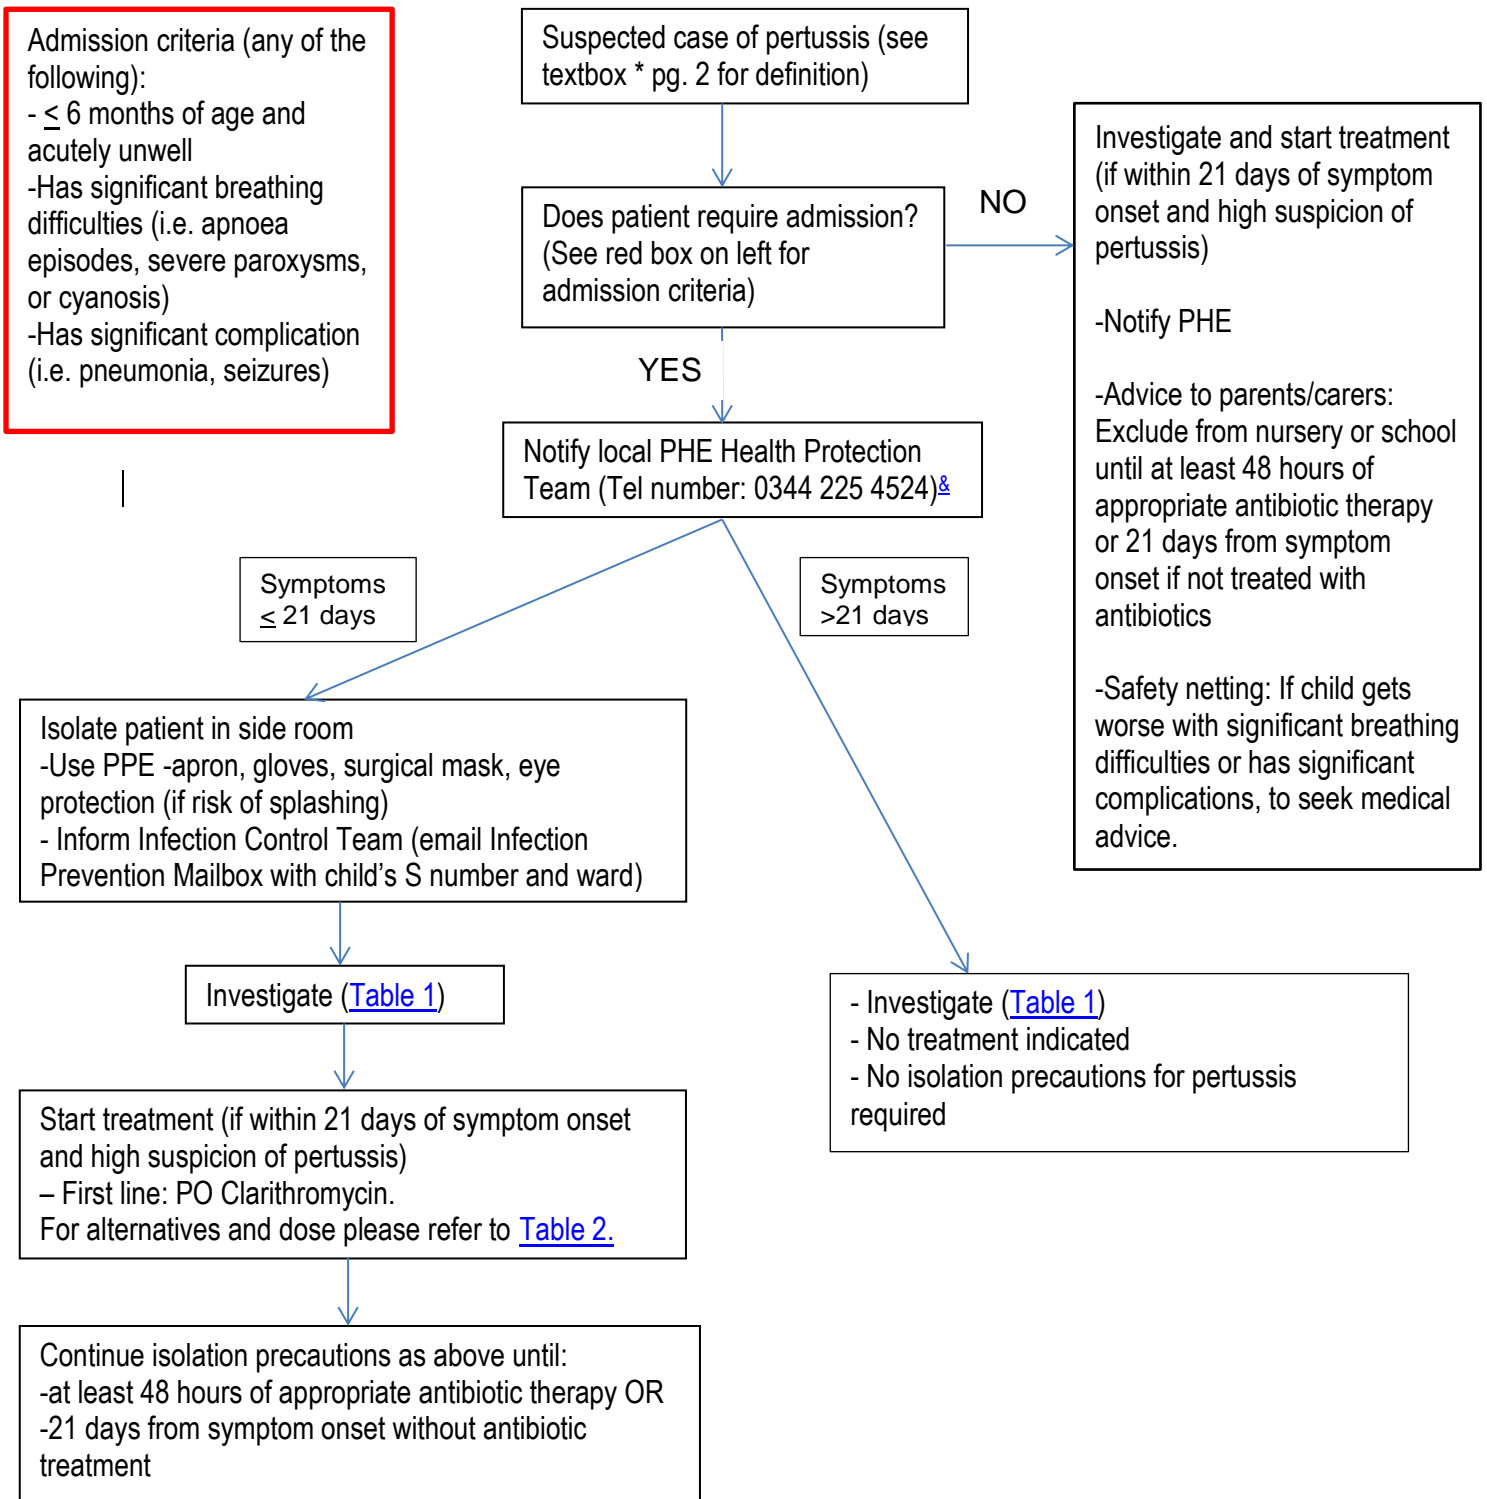 Admission criteria (any of the
following):
- ≤ 6 months of age and
acutely unwell
-Has significant breathing
difficulties (i.e. apnoea
episodes, severe paroxysms,
or cyanosis)
-Has significant complication
(i.e. pneumonia, seizures)
Suspected case of pertussis (see
textbox * pg. 2 for definition)
Does patient require admission?
(See red box on left for
admission criteria)
NO
Investigate and start treatment
(if within 21 days of symptom
onset and high suspicion of
pertussis)
-Notify PHE
-Advice to parents/carers:
Exclude from nursery or school
until at least 48 hours of
appropriate antibiotic therapy
or 21 days from symptom
onset if not treated with
antibiotics
-Safety netting: If child gets
worse with significant breathing
difficulties or has significant
complications, to seek medical
advice.
YES
Notify local PHE Health Protection
Team (Tel number: 0344 225 4524)&
Symptoms
≤ 21 days
Symptoms
>21 days
Isolate patient in side room
-Use PPE -apron, gloves, surgical mask, eye
protection (if risk of splashing)
- Inform Infection Control Team (email Infection
Prevention Mailbox with child's S number and ward)
Investigate (Table 1)
Start treatment (if within 21 days of symptom onset
and high suspicion of pertussis)
– First line: PO Clarithromycin.
For alternatives and dose please refer to Table 2.
Continue isolation precautions as above until:
-at least 48 hours of appropriate antibiotic therapy OR
-21 days from symptom onset without antibiotic
treatment
- Investigate (Table 1)
- No treatment indicated
- No isolation precautions for pertussis
required